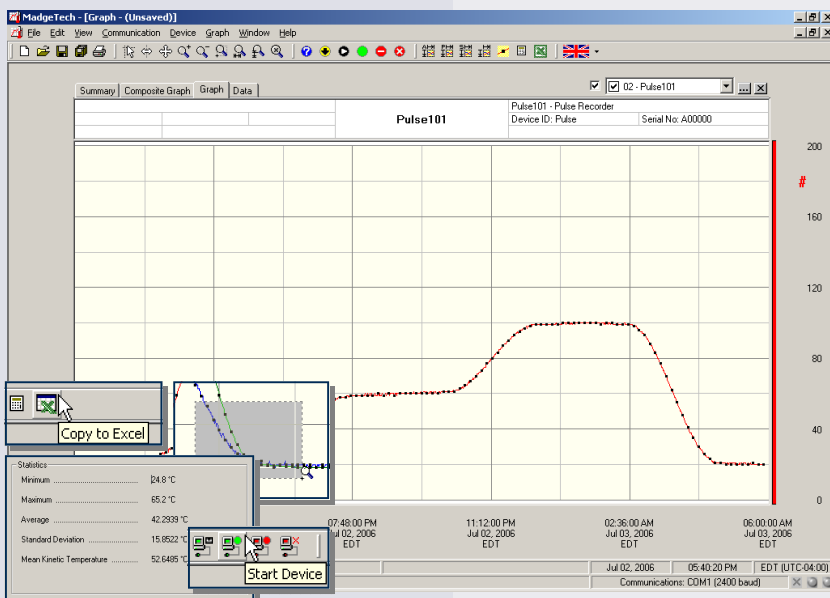 MadgeTech - [Graph - (Unsaved)]
File Edit View Communication Device Graph Window Help
Summary Composite Graph Graph Data
02 - Pulse101
Pulse101
Pulse101 - Pulse Recorder
Device ID: Pulse Serial No: A00000
200
#
160
120
80
40
0
Copy to Excel
Statistics
Minimum 24.8 °C
Maximum 65.2 °C
Average 42.2939 °C
Standard Deviation 15.8522 °C
Mean Kinetic Temperature 52.6485 °C
Start Device
07:48:00 PM 11:12:00 PM 02:36:00 AM 06:00:00 AM
Jul 02, 2006 Jul 02, 2006 Jul 03, 2006 Jul 03, 2006
EDT EDT EDT EDT
Jul 02, 2006 05:40:20 PM EDT (UTC-04:00)
Communications: COM1 (2400 baud)